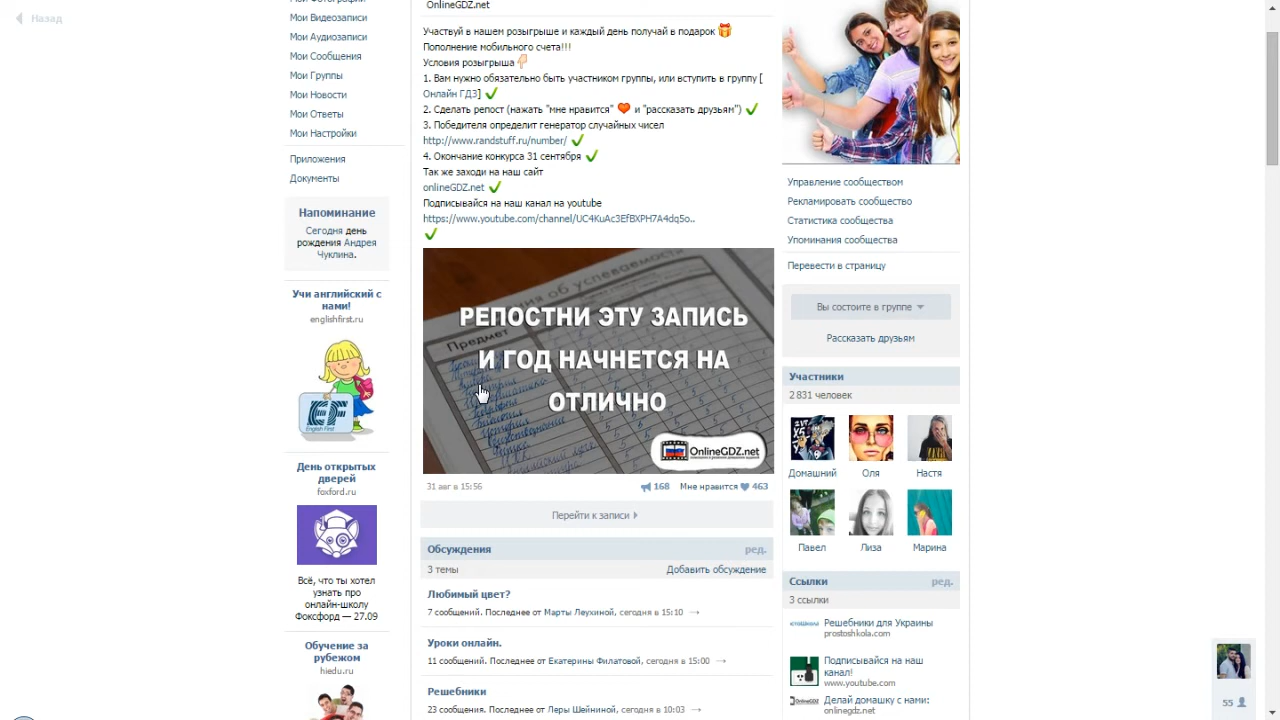 Назад
Мои Видеозаписи
Мои Аудиозаписи
Мои Сообщения
Мои Группы
Мои Новости
Мои Ответы
Мои Настройки
Приложения
Документы
Напоминание
Сегодня день
рождения Андрея
Чуклина.
Учи английский с
нами!
englishfirst.ru
EF
English First
День открытых
дверей
foxford.ru
Всё, что ты хотел
узнать про
онлайн-школу
Фоксфорд — 27.09
Обучение за
рубежом
hiedu.ru
OnlineGDZ.net
Участвуй в нашем розыгрыше и каждый день получай в подарок
Пополнение мобильного счета!!!
Условия розыгрыша
1. Вам нужно обязательно быть участником группы, или вступить в группу [
Онлайн ГДЗ]
2. Сделать репост (нажать "мне нравится" и "рассказать друзьям")
3. Победителя определит генератор случайных чисел
http://www.randstuff.ru/number/
4. Окончание конкурса 31 сентября
Так же заходи на наш сайт
onlineGDZ.net
Подписывайся на наш канал на youtube
https://www.youtube.com/channel/UC4KuAc3EfBXPH7A4dq5o..
Предмет
РЕПОСТНИ ЭТУ ЗАПИСЬ
И ГОД НАЧНЕТСЯ НА
ОТЛИЧНО
OnlineGDZ.net
31 авг в 15:56
168 Мне нравится 463
Перейти к записи
Обсуждения ред.
3 темы Добавить обсуждение
Любимый цвет?
7 сообщений. Последнее от Марты Леухиной, сегодня в 15:10 →
Уроки онлайн.
11 сообщений. Последнее от Екатерины Филатовой, сегодня в 15:00 →
Решебники
23 сообщения. Последнее от Леры Шейниной, сегодня в 10:03 →
Управление сообществом
Рекламировать сообщество
Статистика сообщества
Упоминания сообщества
Перевести в страницу
Вы состоите в группе
Рассказать друзьям
Участники
2 831 человек
Домашний Оля Настя
Павел Лиза Марина
Ссылки ред.
3 ссылки
Решебники для Украины
prostoshkola.com
Подписывайся на наш
канал!
www.youtube.com
Делай домашку с нами:
onlinegdz.net
55